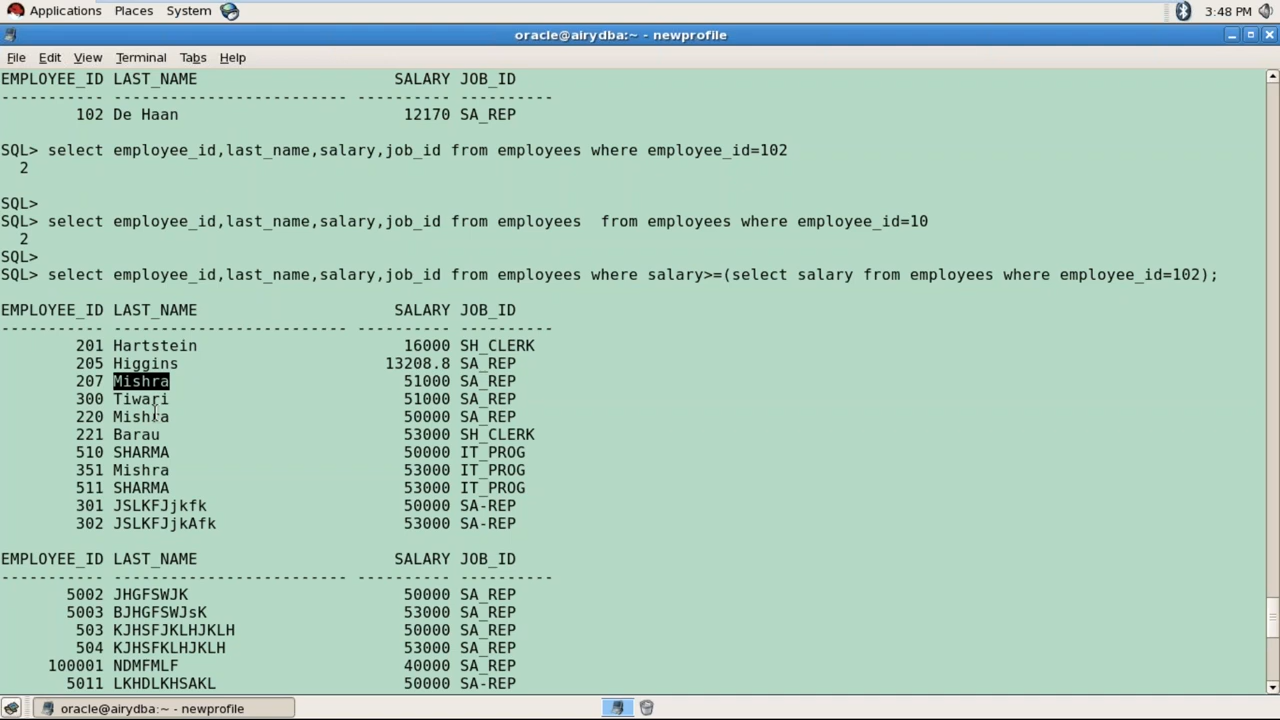 Applications Places System 3:48 PM
oracle@airydba:~ - newprofile
File Edit View Terminal Tabs Help
EMPLOYEE_ID LAST_NAME SALARY JOB_ID
----------- ------------------------- ---------- ----------
102 De Haan 12170 SA_REP
SQL> select employee_id,last_name,salary,job_id from employees where employee_id=102
2
SQL>
SQL> select employee_id,last_name,salary,job_id from employees  from employees where employee_id=10
2
SQL>
SQL> select employee_id,last_name,salary,job_id from employees where salary>=(select salary from employees where employee_id=102);
EMPLOYEE_ID LAST_NAME SALARY JOB_ID
----------- ------------------------- ---------- ----------
201 Hartstein 16000 SH_CLERK
205 Higgins 13208.8 SA_REP
207 Mishra 51000 SA_REP
300 Tiwari 51000 SA_REP
220 Mishra 50000 SA_REP
221 Barau 53000 SH_CLERK
510 SHARMA 50000 IT_PROG
351 Mishra 53000 IT_PROG
511 SHARMA 53000 IT_PROG
301 JSLKFJjkfk 50000 SA-REP
302 JSLKFJjkAfk 53000 SA-REP
EMPLOYEE_ID LAST_NAME SALARY JOB_ID
----------- ------------------------- ---------- ----------
5002 JHGFSWJK 50000 SA_REP
5003 BJHGFSWJsK 53000 SA_REP
503 KJHSFJKLHJKLH 50000 SA_REP
504 KJHSFKLHJKLH 53000 SA_REP
100001 NDMFMLF 40000 SA_REP
5011 LKHDLKHSAKL 50000 SA-REP
oracle@airydba:~ - newprofile